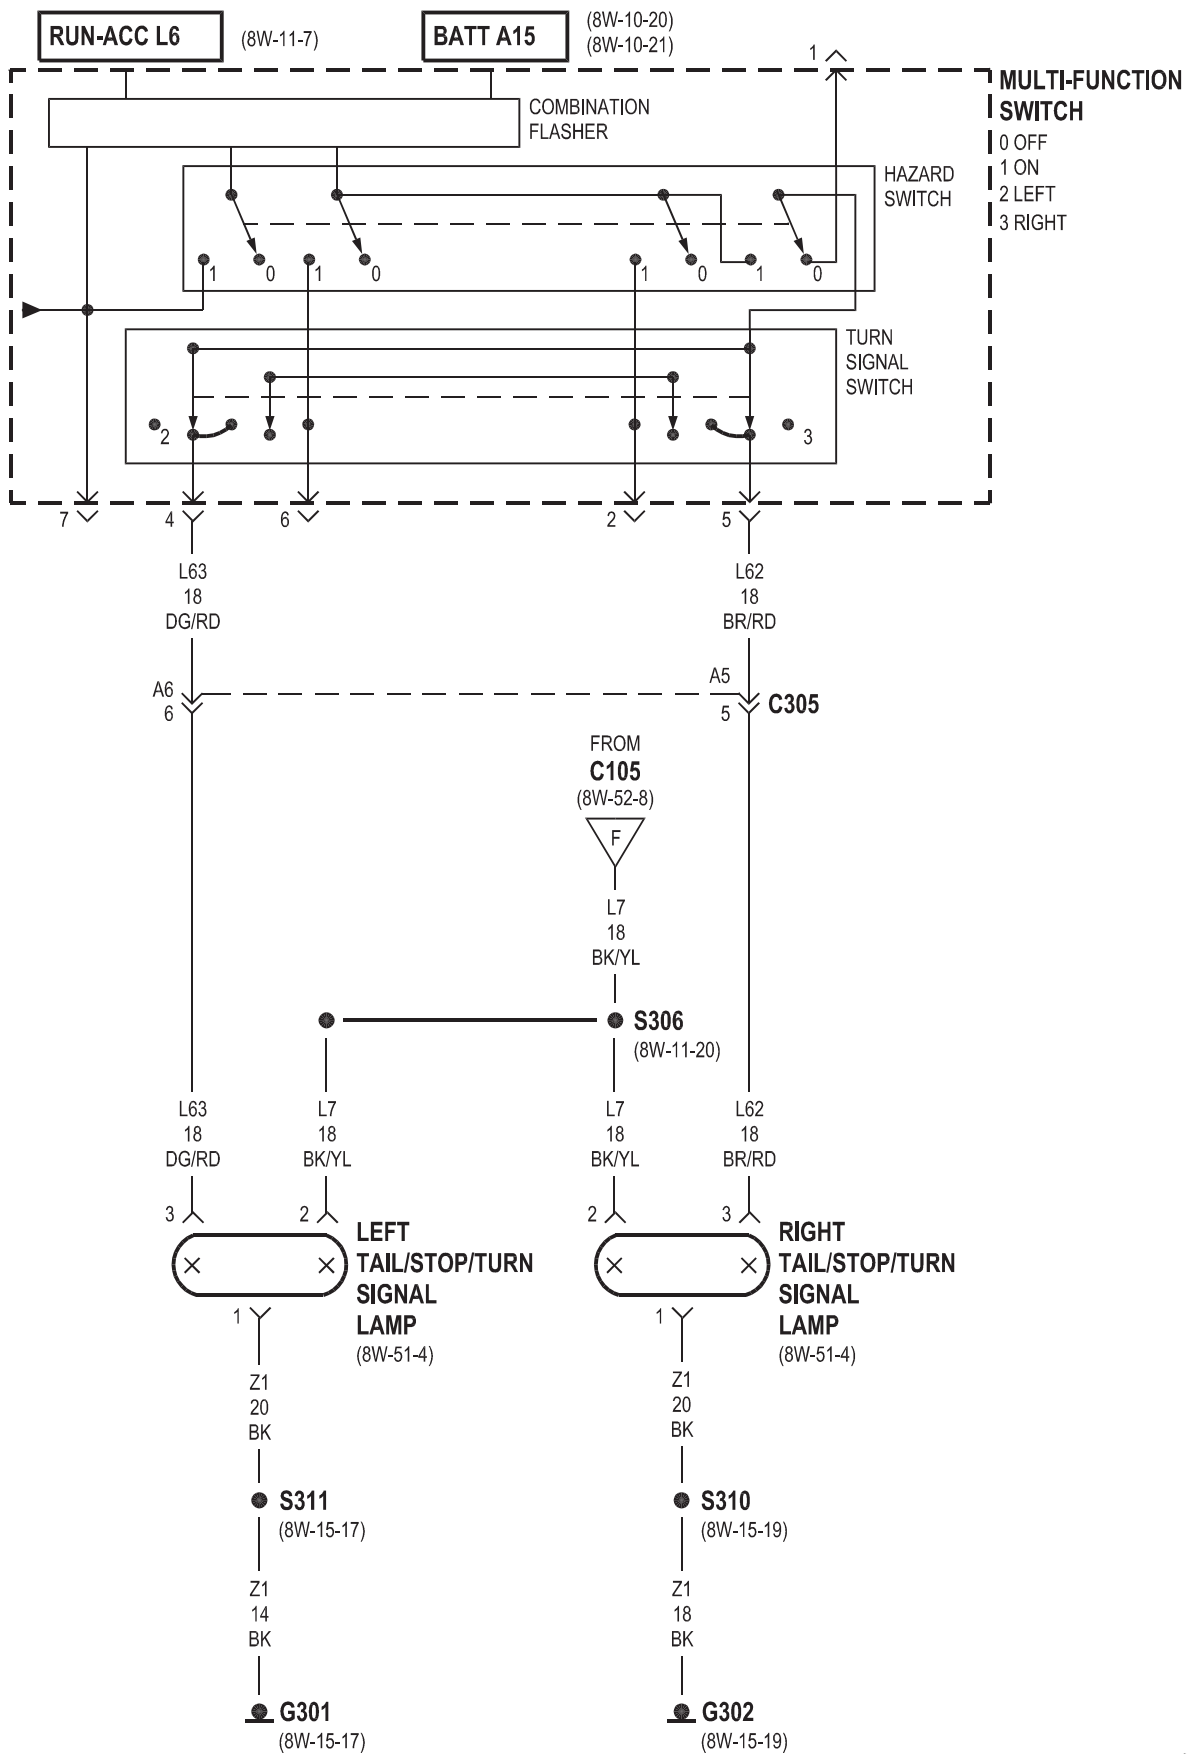 RUN-ACC L6
(8W-11-7)
BATT A15
(8W-10-20)
(8W-10-21)
1
MULTI-FUNCTION
SWITCH
0 OFF
1 ON
2 LEFT
3 RIGHT
COMBINATION
FLASHER
HAZARD
SWITCH
1 0 1 0 1 0 1 0
TURN
SIGNAL
SWITCH
2 3
7 4 6 2 5
L63
18
DG/RD
L62
18
BR/RD
A6
6
A5
5
C305
FROM
C105
(8W-52-8)
F
L7
18
BK/YL
S306
(8W-11-20)
L63
18
DG/RD
L7
18
BK/YL
L7
18
BK/YL
L62
18
BR/RD
3 2
LEFT
TAIL/STOP/TURN
SIGNAL
LAMP
(8W-51-4)
2 3
RIGHT
TAIL/STOP/TURN
SIGNAL
LAMP
(8W-51-4)
1
Z1
20
BK
S311
(8W-15-17)
Z1
14
BK
G301
(8W-15-17)
1
Z1
20
BK
S310
(8W-15-19)
Z1
18
BK
G302
(8W-15-19)